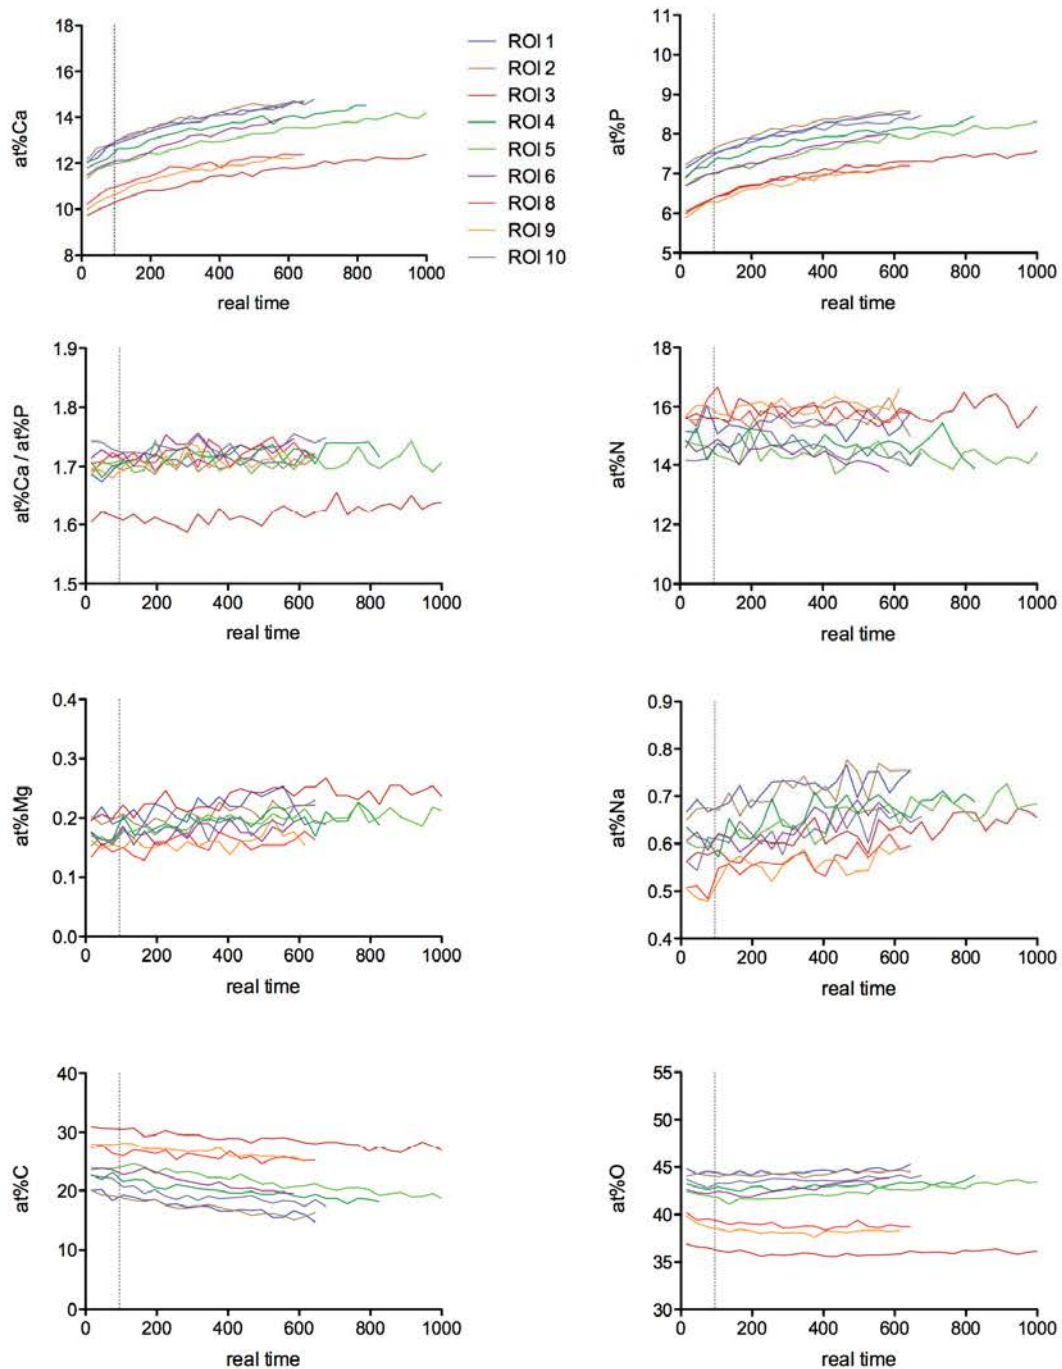 18
16
14
12
10
8
at%Ca
0 200 400 600 800 1000
real time
ROI 1
ROI 2
ROI 3
ROI 4
ROI 5
ROI 6
ROI 8
ROI 9
ROI 10
11
10
9
8
7
6
5
at%P
0 200 400 600 800 1000
real time
1.9
1.8
1.7
1.6
1.5
at%Ca / at%P
0 200 400 600 800 1000
real time
18
16
14
12
10
at%N
0 200 400 600 800 1000
real time
0.4
0.3
0.2
0.1
0.0
at%Mg
0 200 400 600 800 1000
real time
0.9
0.8
0.7
0.6
0.5
0.4
at%Na
0 200 400 600 800 1000
real time
40
30
20
10
0
at%C
0 200 400 600 800 1000
real time
55
50
45
40
35
30
at%O
0 200 400 600 800 1000
real time